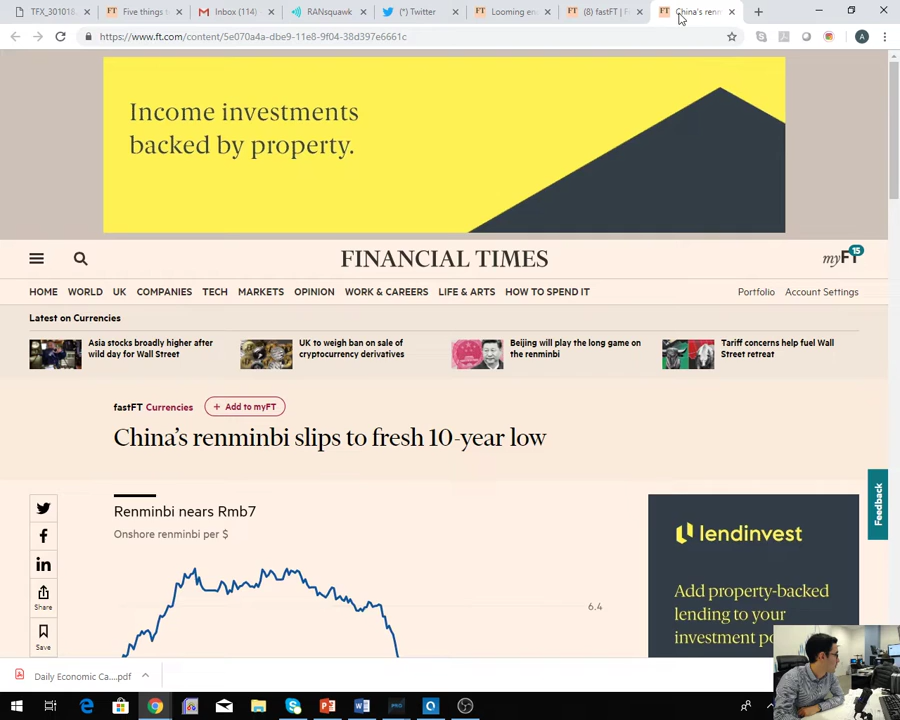 TFX_301018
Five things t
Inbox (114)
RANsquawk
(*) Twitter
Looming en
(8) fastFT | F
China's renn
https://www.ft.com/content/5e070a4a-dbe9-11e8-9f04-38d397e6661c
A
Income investments
backed by property.
FINANCIAL TIMES
myFT
15
HOME WORLD UK COMPANIES TECH MARKETS OPINION WORK & CAREERS LIFE & ARTS HOW TO SPEND IT
Portfolio Account Settings
Latest on Currencies
Asia stocks broadly higher after
wild day for Wall Street
UK to weigh ban on sale of
cryptocurrency derivatives
Beijing will play the long game on
the renminbi
Tariff concerns help fuel Wall
Street retreat
fastFT Currencies
+ Add to myFT
China's renminbi slips to fresh 10-year low
Feedback
Renminbi nears Rmb7
Onshore renminbi per $
6.4
Share
Save
lendinvest
Add property-backed
lending to your
investment po
Daily Economic Ca....pdf